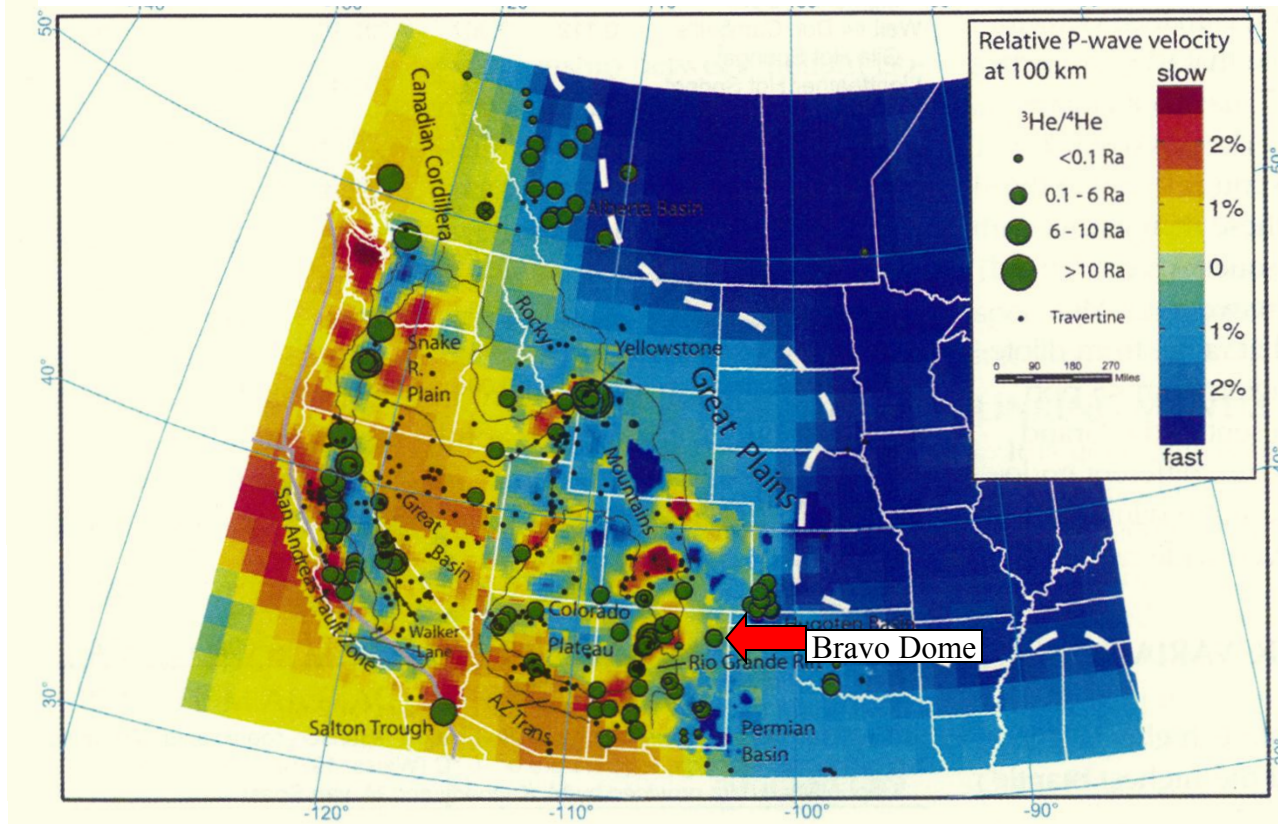 50°
Relative P-wave velocity
at 100 km
slow
³He/⁴He
<0.1 Ra
0.1 - 6 Ra
6 - 10 Ra
>10 Ra
Travertine
0 90 180 270
Miles
2%
1%
0
1%
2%
fast
Canadian Cordillera
Alberta Basin
Rocky
Mountains
Yellowstone
Snake
R.
Plain
Great Plains
40°
Great
Basin
San Andreas Fault Zone
Walker
Lane
Colorado
Plateau
Bravo Dome
Rio Grande Rift
AZ Trans
Salton Trough
Permian
Basin
30°
-120°
-110°
-100°
-90°